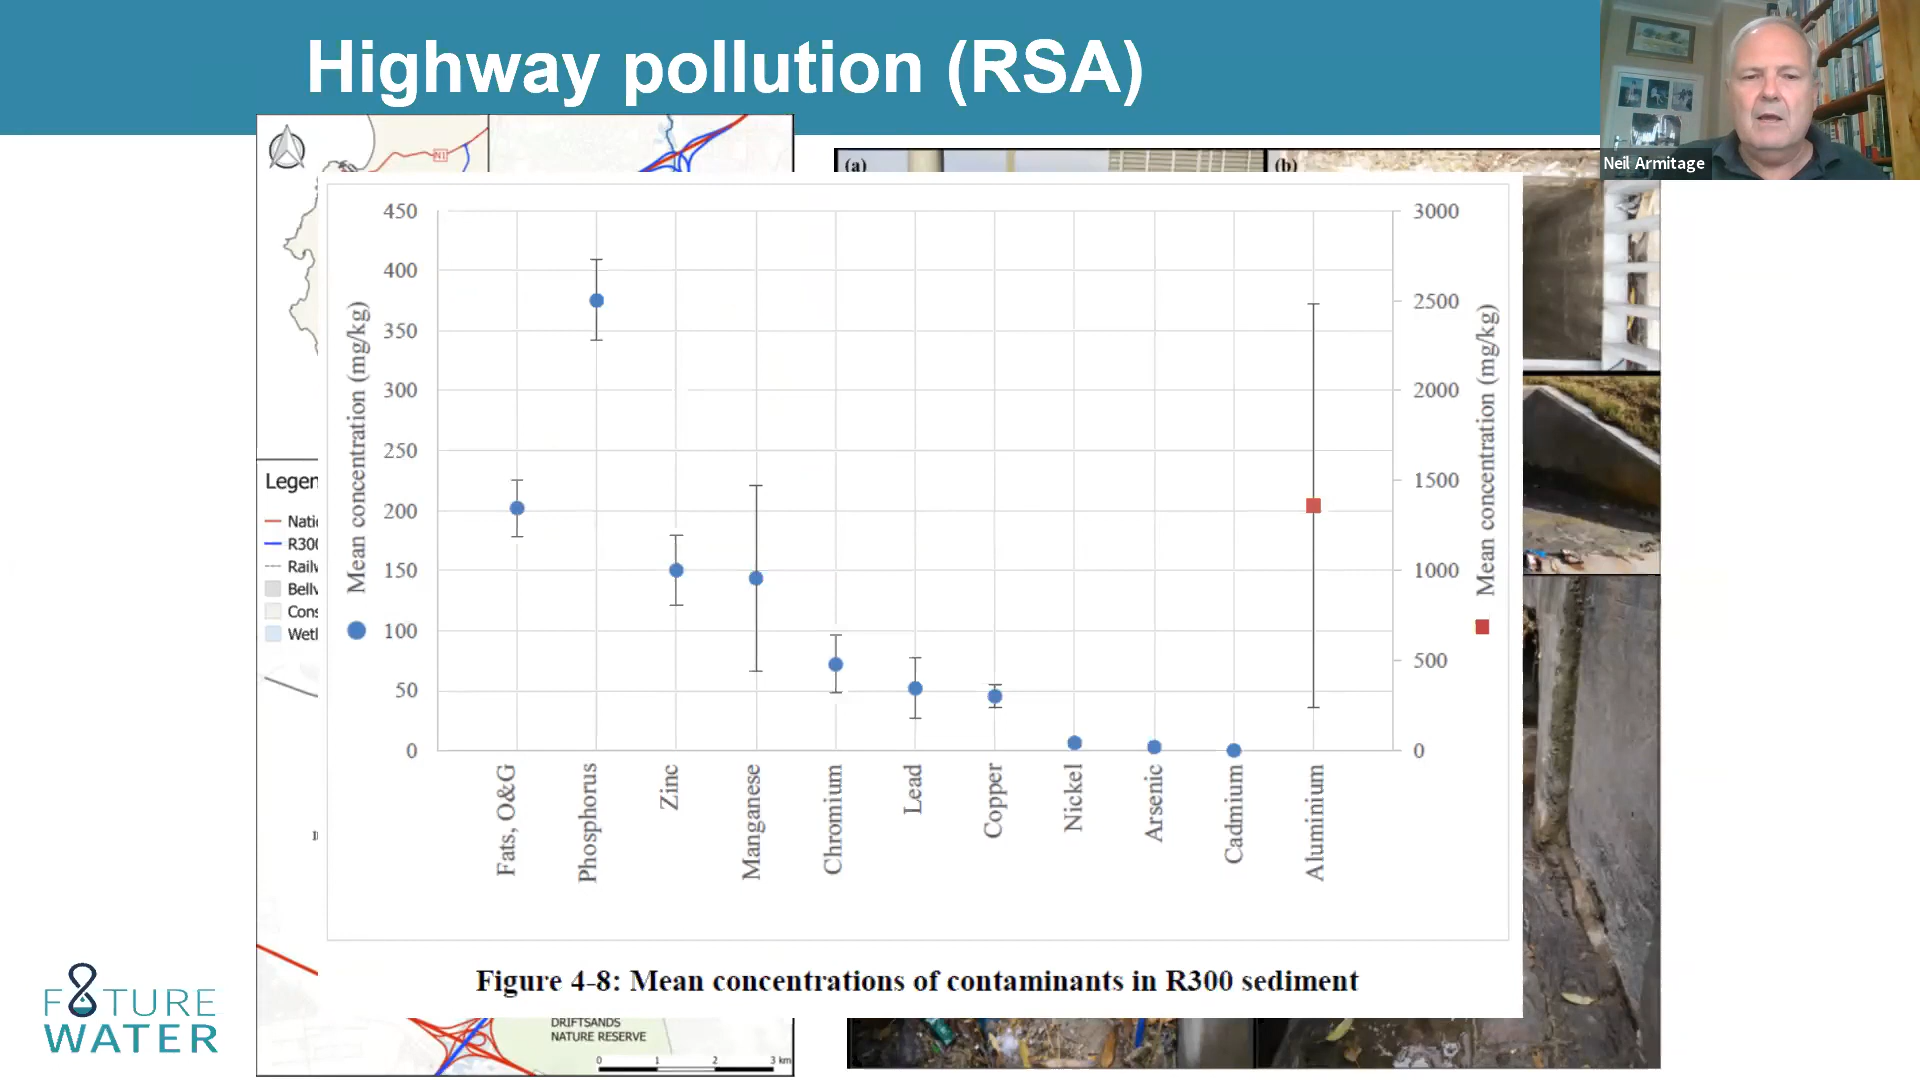 Highway pollution (RSA)
Neil Armitage
N1
(a)
(b)
450
400
350
300
250
200
150
100
50
0
Mean concentration (mg/kg)
3000
2500
2000
1500
1000
500
0
Mean concentration (mg/kg)
Fats, O&G
Phosphorus
Zinc
Manganese
Chromium
Lead
Copper
Nickel
Arsenic
Cadmium
Aluminium
Figure 4-8: Mean concentrations of contaminants in R300 sediment
Legen
Nati
R300
Railw
Bellv
Cons
Wetl
DRIFTSANDS
NATURE RESERVE
0 1 2 3 km
FUTURE
WATER